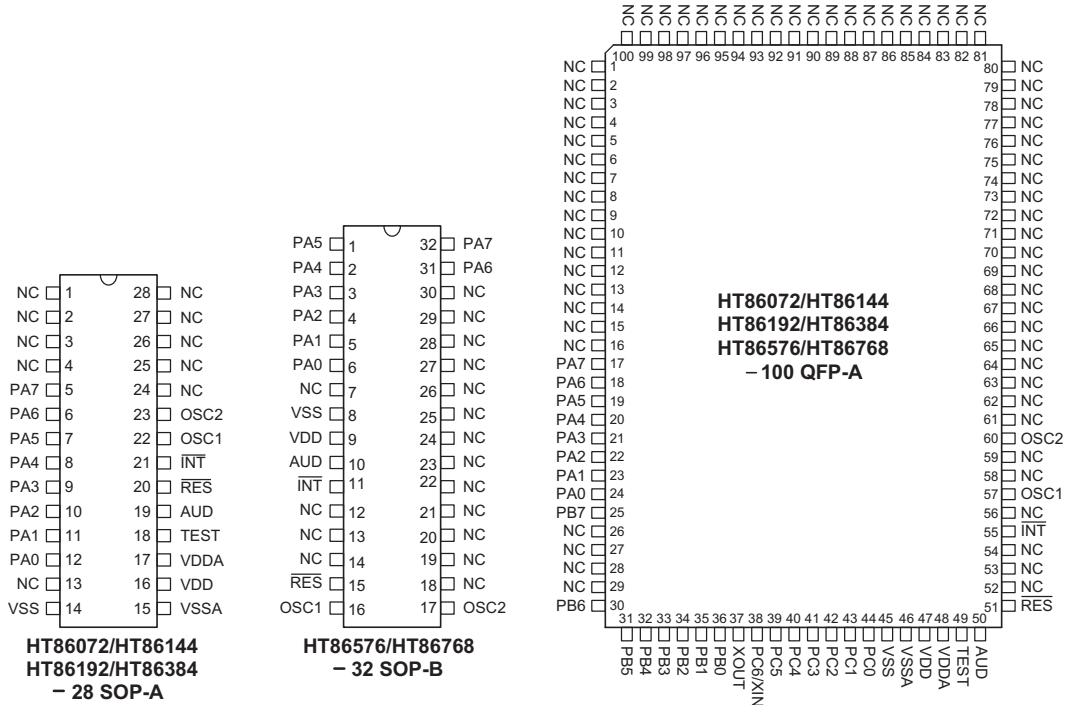 NC 1 28 NC
NC 2 27 NC
NC 3 26 NC
NC 4 25 NC
PA7 5 24 NC
PA6 6 23 OSC2
PA5 7 22 OSC1
PA4 8 21 INT
PA3 9 20 RES
PA2 10 19 AUD
PA1 11 18 TEST
PA0 12 17 VDDA
NC 13 16 VDD
VSS 14 15 VSSA
HT86072/HT86144
HT86192/HT86384
– 28 SOP-A
PA5 1 32 PA7
PA4 2 31 PA6
PA3 3 30 NC
PA2 4 29 NC
PA1 5 28 NC
PA0 6 27 NC
NC 7 26 NC
VSS 8 25 NC
VDD 9 24 NC
AUD 10 23 NC
INT 11 22 NC
NC 12 21 NC
NC 13 20 NC
NC 14 19 NC
RES 15 18 NC
OSC1 16 17 OSC2
HT86576/HT86768
– 32 SOP-B
NC NC NC NC NC NC NC NC NC NC NC NC NC NC NC NC NC NC NC NC
100 99 98 97 96 95 94 93 92 91 90 89 88 87 86 85 84 83 82 81
NC 1 80 NC
NC 2 79 NC
NC 3 78 NC
NC 4 77 NC
NC 5 76 NC
NC 6 75 NC
NC 7 74 NC
NC 8 73 NC
NC 9 72 NC
NC 10 71 NC
NC 11 70 NC
NC 12 69 NC
NC 13 68 NC
NC 14 67 NC
NC 15 66 NC
NC 16 65 NC
PA7 17 64 NC
PA6 18 63 NC
PA5 19 62 NC
PA4 20 61 NC
PA3 21 60 OSC2
PA2 22 59 NC
PA1 23 58 NC
PA0 24 57 OSC1
PB7 25 56 NC
NC 26 55 INT
NC 27 54 NC
NC 28 53 NC
NC 29 52 NC
PB6 30 51 RES
HT86072/HT86144
HT86192/HT86384
HT86576/HT86768
– 100 QFP-A
31 32 33 34 35 36 37 38 39 40 41 42 43 44 45 46 47 48 49 50
PB5 PB4 PB3 PB2 PB1 PB0 XOUT PC6/XIN PC5 PC4 PC3 PC2 PC1 PC0 VSS VSSA VDD VDDA TEST AUD